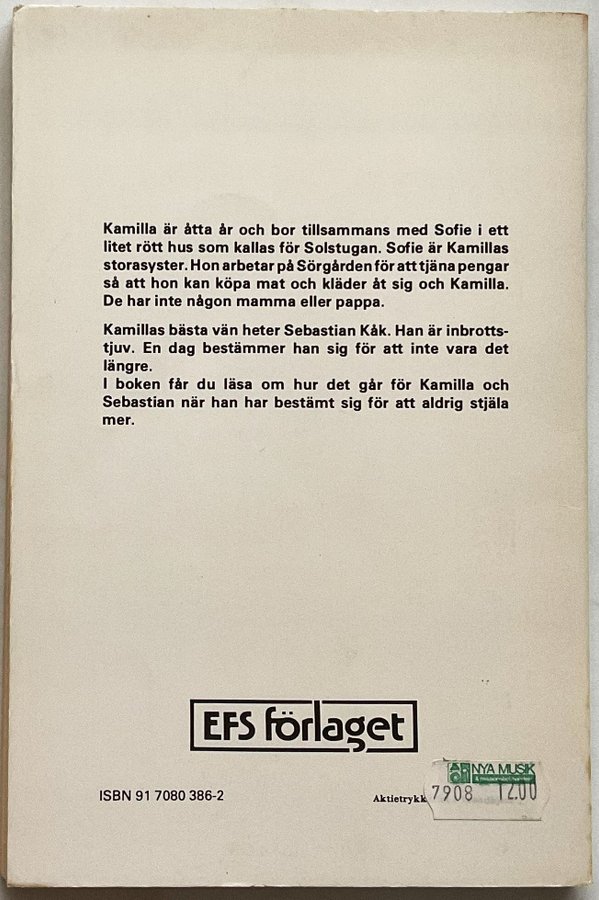 Kamilla är åtta år och bor tillsammans med Sofie i ett
litet rött hus som kallas för Solstugan. Sofie är Kamillas
storasyster. Hon arbetar på Sörgården för att tjäna pengar
så att hon kan köpa mat och kläder åt sig och Kamilla.
De har inte någon mamma eller pappa.
Kamillas bästa vän heter Sebastian Kåk. Han är inbrotts-
tjuv. En dag bestämmer han sig för att inte vara det
längre.
I boken får du läsa om hur det går för Kamilla och
Sebastian när han har bestämt sig för att aldrig stjäla
mer.
EFS förlaget
NYA MUSIK
ISBN 91 7080 386-2
Aktietrykk
7908 12.00